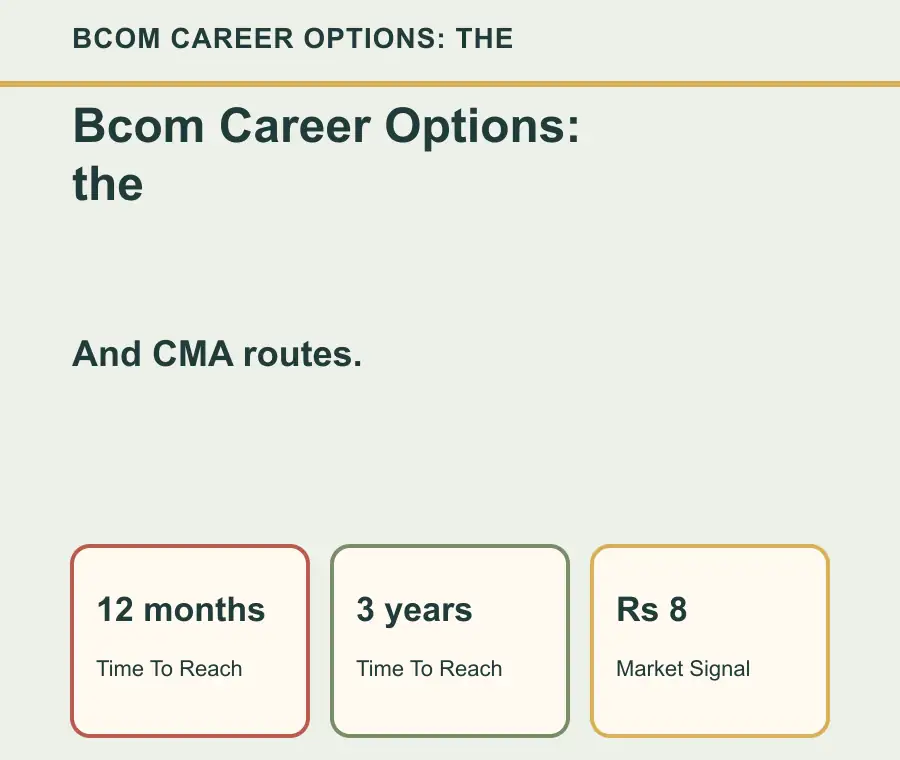 BCOM CAREER OPTIONS: THE
Bcom Career Options:
the
And CMA routes.
12 months
Time To Reach
3 years
Time To Reach
Rs 8
Market Signal